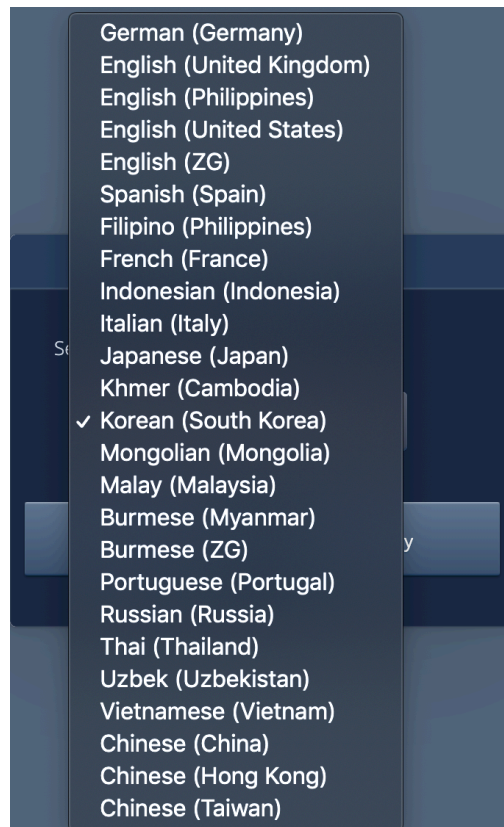 German (Germany)
English (United Kingdom)
English (Philippines)
English (United States)
English (ZG)
Spanish (Spain)
Filipino (Philippines)
French (France)
Indonesian (Indonesia)
Italian (Italy)
Japanese (Japan)
Khmer (Cambodia)
✓ Korean (South Korea)
Mongolian (Mongolia)
Malay (Malaysia)
Burmese (Myanmar)
Burmese (ZG)
Portuguese (Portugal)
Russian (Russia)
Thai (Thailand)
Uzbek (Uzbekistan)
Vietnamese (Vietnam)
Chinese (China)
Chinese (Hong Kong)
Chinese (Taiwan)